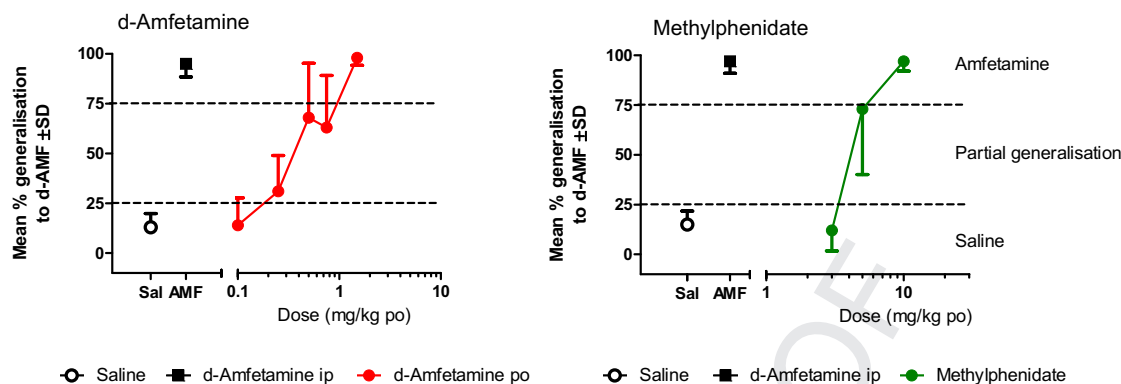 d-Amfetamine
Mean % generalisation
to d-AMF ±SD
100
75
50
25
0
Sal AMF
0.1
1
10
Dose (mg/kg po)
Saline
d-Amfetamine ip
d-Amfetamine po
Methylphenidate
Mean % generalisation
to d-AMF ±SD
100
75
50
25
0
Sal AMF
1
10
Dose (mg/kg po)
Amfetamine
Partial generalisation
Saline
Saline
d-Amfetamine ip
Methylphenidate
OF